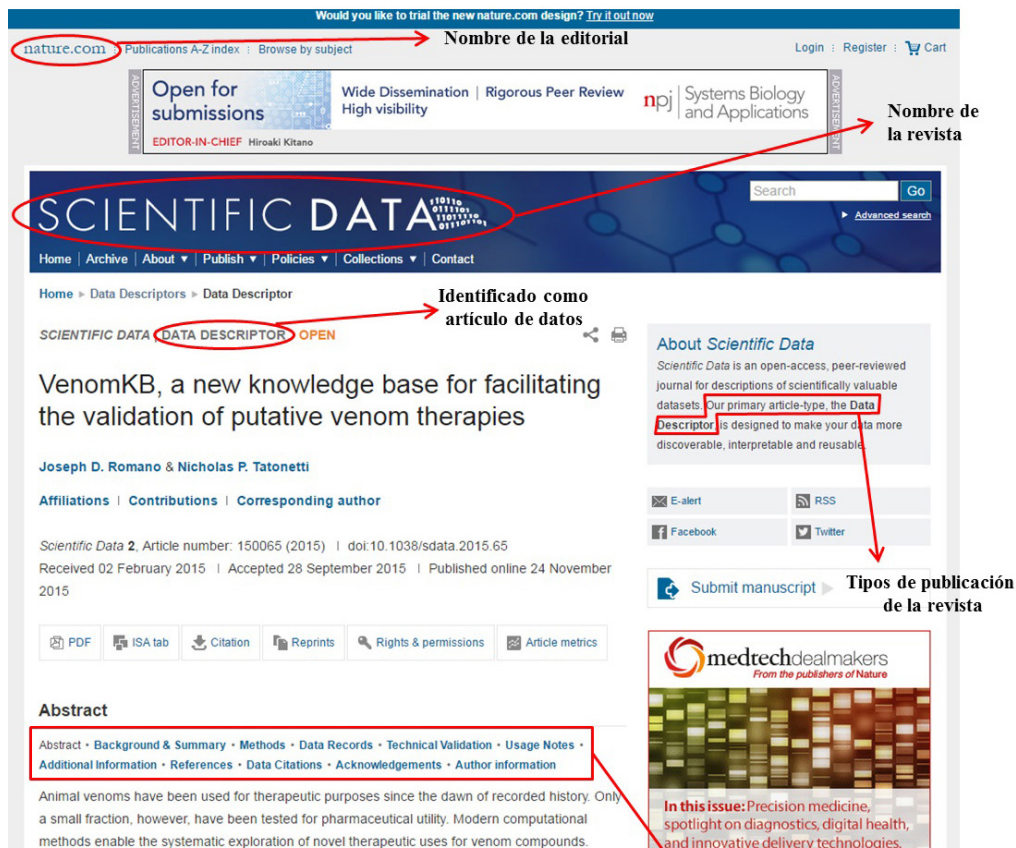 Would you like to trial the new nature.com design? Try it out now
nature.com : Publications A-Z index : Browse by subject
Nombre de la editorial
Login : Register : Cart
ADVERTISEMENT
Open for
submissions
EDITOR-IN-CHIEF Hiroaki Kitano
Wide Dissemination | Rigorous Peer Review
High visibility
npj | Systems Biology
and Applications
ADVERTISEMENT
Nombre de
la revista
SCIENTIFIC DATA
110110
011101
11011110
011101101
Search Go
Advanced search
Home | Archive | About ▼ | Publish ▼ | Policies ▼ | Collections ▼ | Contact
Home ▶ Data Descriptors ▶ Data Descriptor
Identificado como
artículo de datos
SCIENTIFIC DATA | DATA DESCRIPTOR OPEN
VenomKB, a new knowledge base for facilitating
the validation of putative venom therapies
Joseph D. Romano & Nicholas P. Tatonetti
Affiliations | Contributions | Corresponding author
Scientific Data 2, Article number: 150065 (2015) | doi:10.1038/sdata.2015.65
Received 02 February 2015 | Accepted 28 September 2015 | Published online 24 November
2015
PDF ISA tab Citation Reprints Rights & permissions Article metrics
Abstract
Abstract • Background & Summary • Methods • Data Records • Technical Validation • Usage Notes •
Additional Information • References • Data Citations • Acknowledgements • Author information
Animal venoms have been used for therapeutic purposes since the dawn of recorded history. Only
a small fraction, however, have been tested for pharmaceutical utility. Modern computational
methods enable the systematic exploration of novel therapeutic uses for venom compounds.
About Scientific Data
Scientific Data is an open-access, peer-reviewed
journal for descriptions of scientifically valuable
datasets. Our primary article-type, the Data
Descriptor, is designed to make your data more
discoverable, interpretable and reusable.
E-alert RSS
Facebook Twitter
Submit manuscript ▶
Tipos de publicación
de la revista
medtechdealmakers
From the publishers of Nature
In this issue: Precision medicine,
spotlight on diagnostics, digital health,
and innovative delivery technologies.